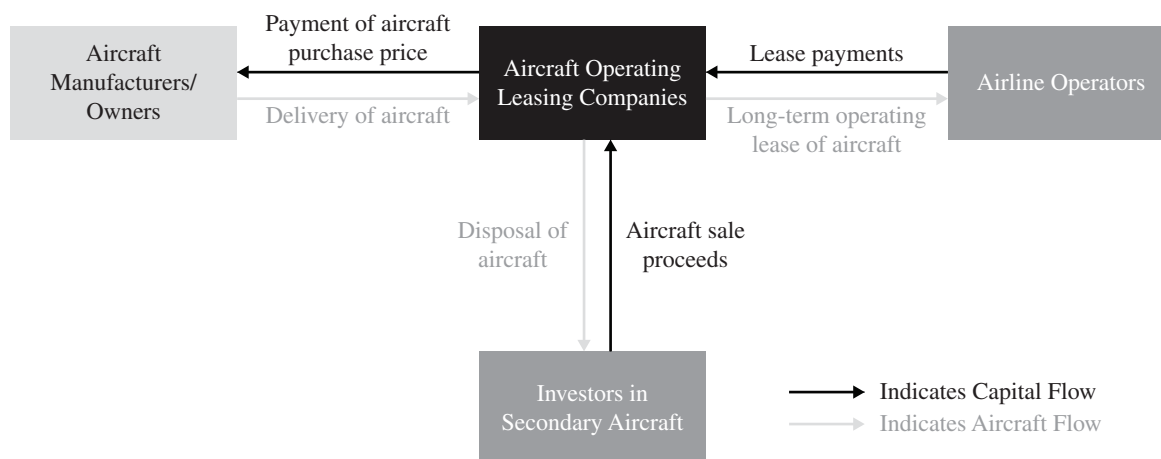 Payment of aircraft
purchase price
Aircraft
Manufacturers/
Owners
Delivery of aircraft
Aircraft Operating
Leasing Companies
Lease payments
Long-term operating
lease of aircraft
Airline Operators
Disposal of
aircraft
Aircraft sale
proceeds
Investors in
Secondary Aircraft
Indicates Capital Flow
Indicates Aircraft Flow